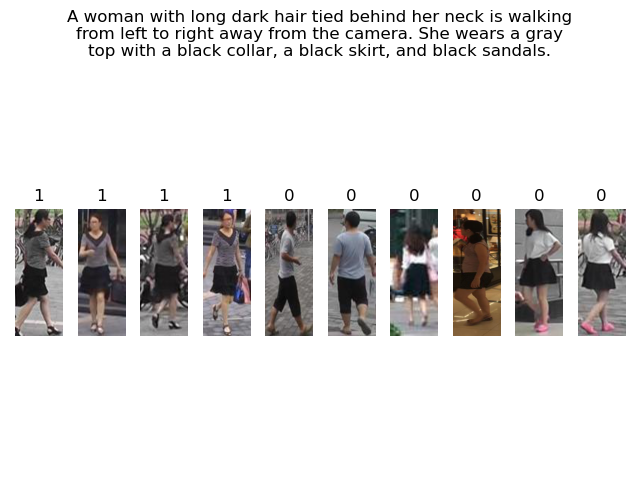 A woman with long dark hair tied behind her neck is walking
from left to right away from the camera. She wears a gray
top with a black collar, a black skirt, and black sandals.
1 1 1 1 0 0 0 0 0 0